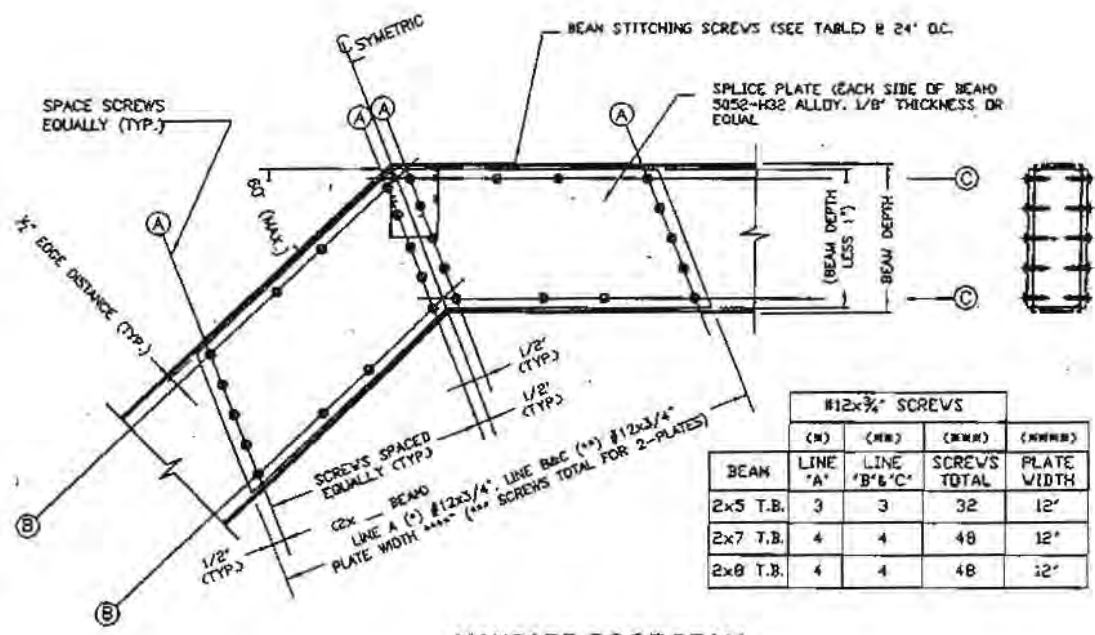 ℄ SYMETRIC
BEAM STITCHING SCREWS (SEE TABLE) @ 24" O.C.
SPACE SCREWS
EQUALLY (TYP.)
SPLICE PLATE (EACH SIDE OF BEAM)
5052-H32 ALLOY. 1/8" THICKNESS OR
EQUAL
A
A
A
A
(MAX.)
1/2" EDGE DISTANCE (TYP.)
(BEAM DEPTH
LESS 1")
BEAM DEPTH
C
C
1/2"
(TYP.)
1/2"
(TYP.)
SCREWS SPACED
EQUALLY (TYP.)
(2x __ BEAM)
LINE A (*) #12x3/4", LINE B&C (**) #12x3/4"
PLATE WIDTH **** (*** SCREWS TOTAL FOR 2-PLATES)
1/2"
(TYP.)
B
B
#12x3/4" SCREWS
(*) (**) (***) (****)
BEAM LINE "A" LINE "B"&"C" SCREWS TOTAL PLATE WIDTH
2x5 T.B. 3 3 32 12"
2x7 T.B. 4 4 48 12"
2x8 T.B. 4 4 48 12"